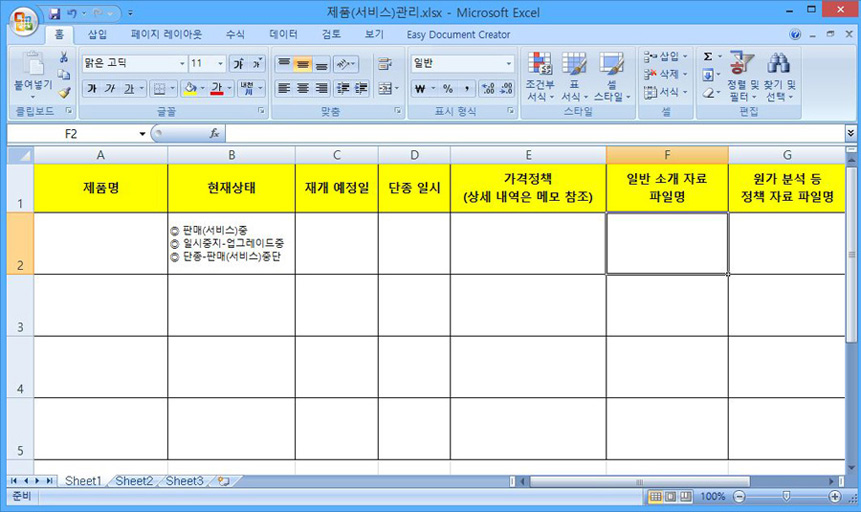 제품(서비스)관리.xlsx - Microsoft Excel
홈 삽입 페이지 레이아웃 수식 데이터 검토 보기 Easy Document Creator
붙여넣기
클립보드
맑은 고딕 11 가 가
가 가 가 가 내천
글꼴
맞춤
일반
₩ % ,
표시 형식
조건부 서식
표 서식
셀 스타일
스타일
삽입
삭제
서식
셀
Σ
정렬 및 필터
찾기 및 선택
편집
F2 fx
A B C D E F G
1 제품명 현재상태 재개 예정일 단종 일시 가격정책 (상세 내역은 메모 참조) 일반 소개 자료 파일명 원가 분석 등 정책 자료 파일명
2
◎ 판매(서비스)중
◎ 일시중지-업그레이드중
◎ 단종-판매(서비스)중단
3
4
5
Sheet1 Sheet2 Sheet3
준비 100%